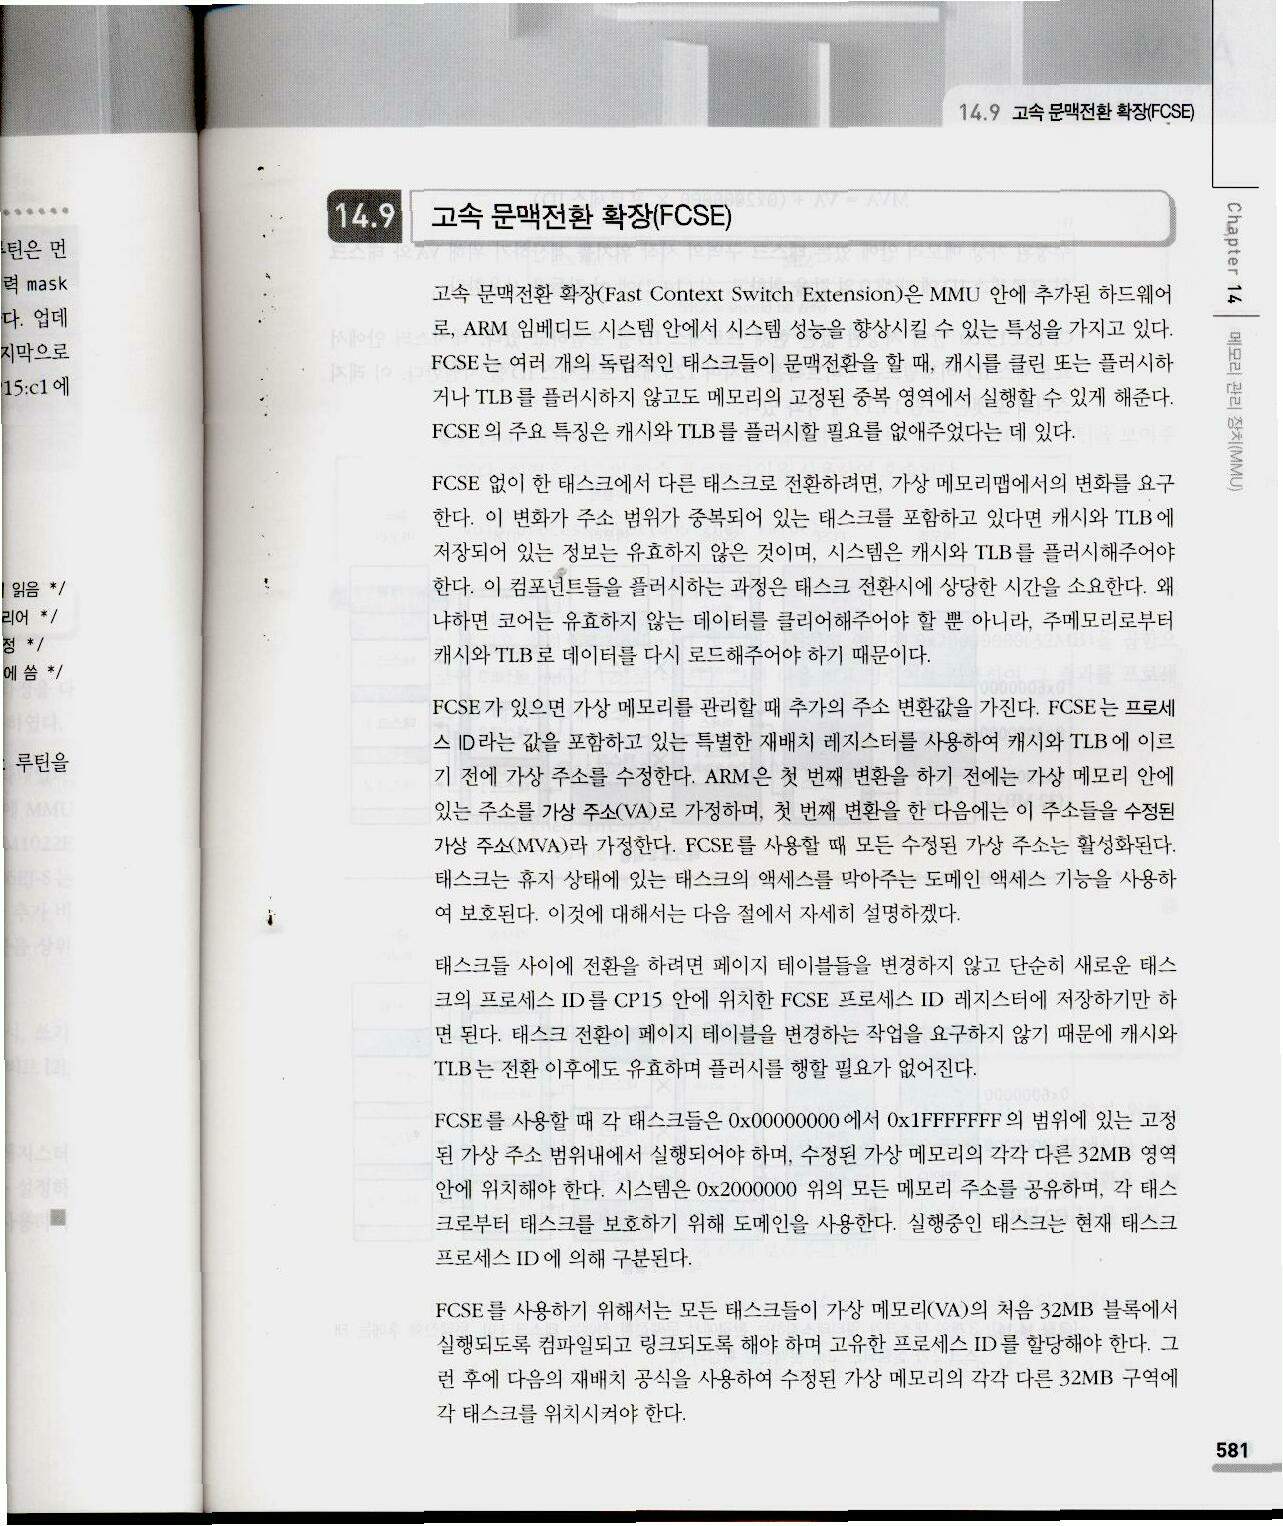 14.9 고속 문맥전환 확장(FCSE)
루틴은 먼
력 mask
다. 업데
지막으로
15:c1에
읽음 */
리어 */
정 */
에 씀 */
루틴을
14.9 고속 문맥전환 확장(FCSE)
고속 문맥전환 확장(Fast Context Switch Extension)은 MMU 안에 추가된 하드웨어
로, ARM 임베디드 시스템 안에서 시스템 성능을 향상시킬 수 있는 특성을 가지고 있다.
FCSE는 여러 개의 독립적인 태스크들이 문맥전환을 할 때, 캐시를 클린 또는 플러시하
거나 TLB를 플러시하지 않고도 메모리의 고정된 중복 영역에서 실행할 수 있게 해준다.
FCSE의 주요 특징은 캐시와 TLB를 플러시할 필요를 없애주었다는 데 있다.
FCSE 없이 한 태스크에서 다른 태스크로 전환하려면, 가상 메모리맵에서의 변화를 요구
한다. 이 변화가 주소 범위가 중복되어 있는 태스크를 포함하고 있다면 캐시와 TLB에
저장되어 있는 정보는 유효하지 않은 것이며, 시스템은 캐시와 TLB를 플러시해주어야
한다. 이 컴포넌트들을 플러시하는 과정은 태스크 전환시에 상당한 시간을 소요한다. 왜
냐하면 코어는 유효하지 않는 데이터를 클리어해주어야 할 뿐 아니라, 주메모리로부터
캐시와 TLB로 데이터를 다시 로드해주어야 하기 때문이다.
FCSE가 있으면 가상 메모리를 관리할 때 추가의 주소 변환값을 가진다. FCSE는 프로세
스 ID라는 값을 포함하고 있는 특별한 재배치 레지스터를 사용하여 캐시와 TLB에 이르
기 전에 가상 주소를 수정한다. ARM은 첫 번째 변환을 하기 전에는 가상 메모리 안에
있는 주소를 가상 주소(VA)로 가정하며, 첫 번째 변환을 한 다음에는 이 주소들을 수정된
가상 주소(MVA)라 가정한다. FCSE를 사용할 때 모든 수정된 가상 주소는 활성화된다.
태스크는 휴지 상태에 있는 태스크의 액세스를 막아주는 도메인 액세스 기능을 사용하
여 보호된다. 이것에 대해서는 다음 절에서 자세히 설명하겠다.
태스크들 사이에 전환을 하려면 페이지 테이블들을 변경하지 않고 단순히 새로운 태스
크의 프로세스 ID를 CP15 안에 위치한 FCSE 프로세스 ID 레지스터에 저장하기만 하
면 된다. 태스크 전환이 페이지 테이블을 변경하는 작업을 요구하지 않기 때문에 캐시와
TLB는 전환 이후에도 유효하며 플러시를 행할 필요가 없어진다.
FCSE를 사용할 때 각 태스크들은 0x00000000에서 0x1FFFFFFF의 범위에 있는 고정
된 가상 주소 범위내에서 실행되어야 하며, 수정된 가상 메모리의 각각 다른 32MB 영역
안에 위치해야 한다. 시스템은 0x2000000 위의 모든 메모리 주소를 공유하며, 각 태스
크로부터 태스크를 보호하기 위해 도메인을 사용한다. 실행중인 태스크는 현재 태스크
프로세스 ID에 의해 구분된다.
FCSE를 사용하기 위해서는 모든 태스크들이 가상 메모리(VA)의 처음 32MB 블록에서
실행되도록 컴파일되고 링크되도록 해야 하며 고유한 프로세스 ID를 할당해야 한다. 그
런 후에 다음의 재배치 공식을 사용하여 수정된 가상 메모리의 각각 다른 32MB 구역에
각 태스크를 위치시켜야 한다.
Chapter 14
메모리 관리 장치(MMU)
581